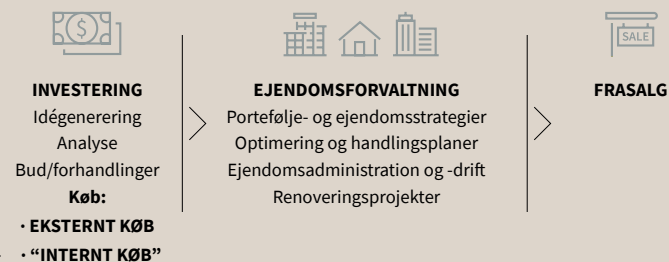 INVESTERING
Idégenerering
Analyse
Bud/forhandlinger
Køb:
· EKSTERNT KØB
· “INTERNT KØB”
EJENDOMSFORVALTNING
Portefølje- og ejendomsstrategier
Optimering og handlingsplaner
Ejendomsadministration og -drift
Renoveringsprojekter
SALE
FRASALG